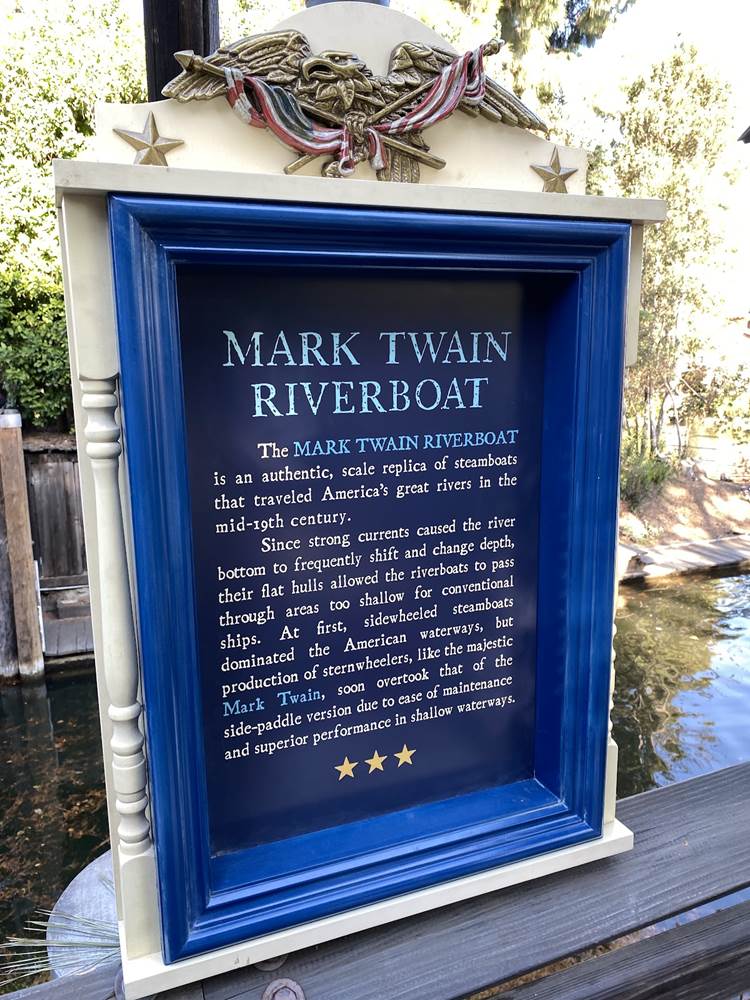 MARK TWAIN
RIVERBOAT
The MARK TWAIN RIVERBOAT
is an authentic, scale replica of steamboats
that traveled America's great rivers in the
mid-19th century.
Since strong currents caused the river
bottom to frequently shift and change depth,
their flat hulls allowed the riverboats to pass
through areas too shallow for conventional
ships. At first, sidewheeled steamboats
dominated the American waterways, but
production of sternwheelers, like the majestic
Mark Twain, soon overtook that of the
side-paddle version due to ease of maintenance
and superior performance in shallow waterways.